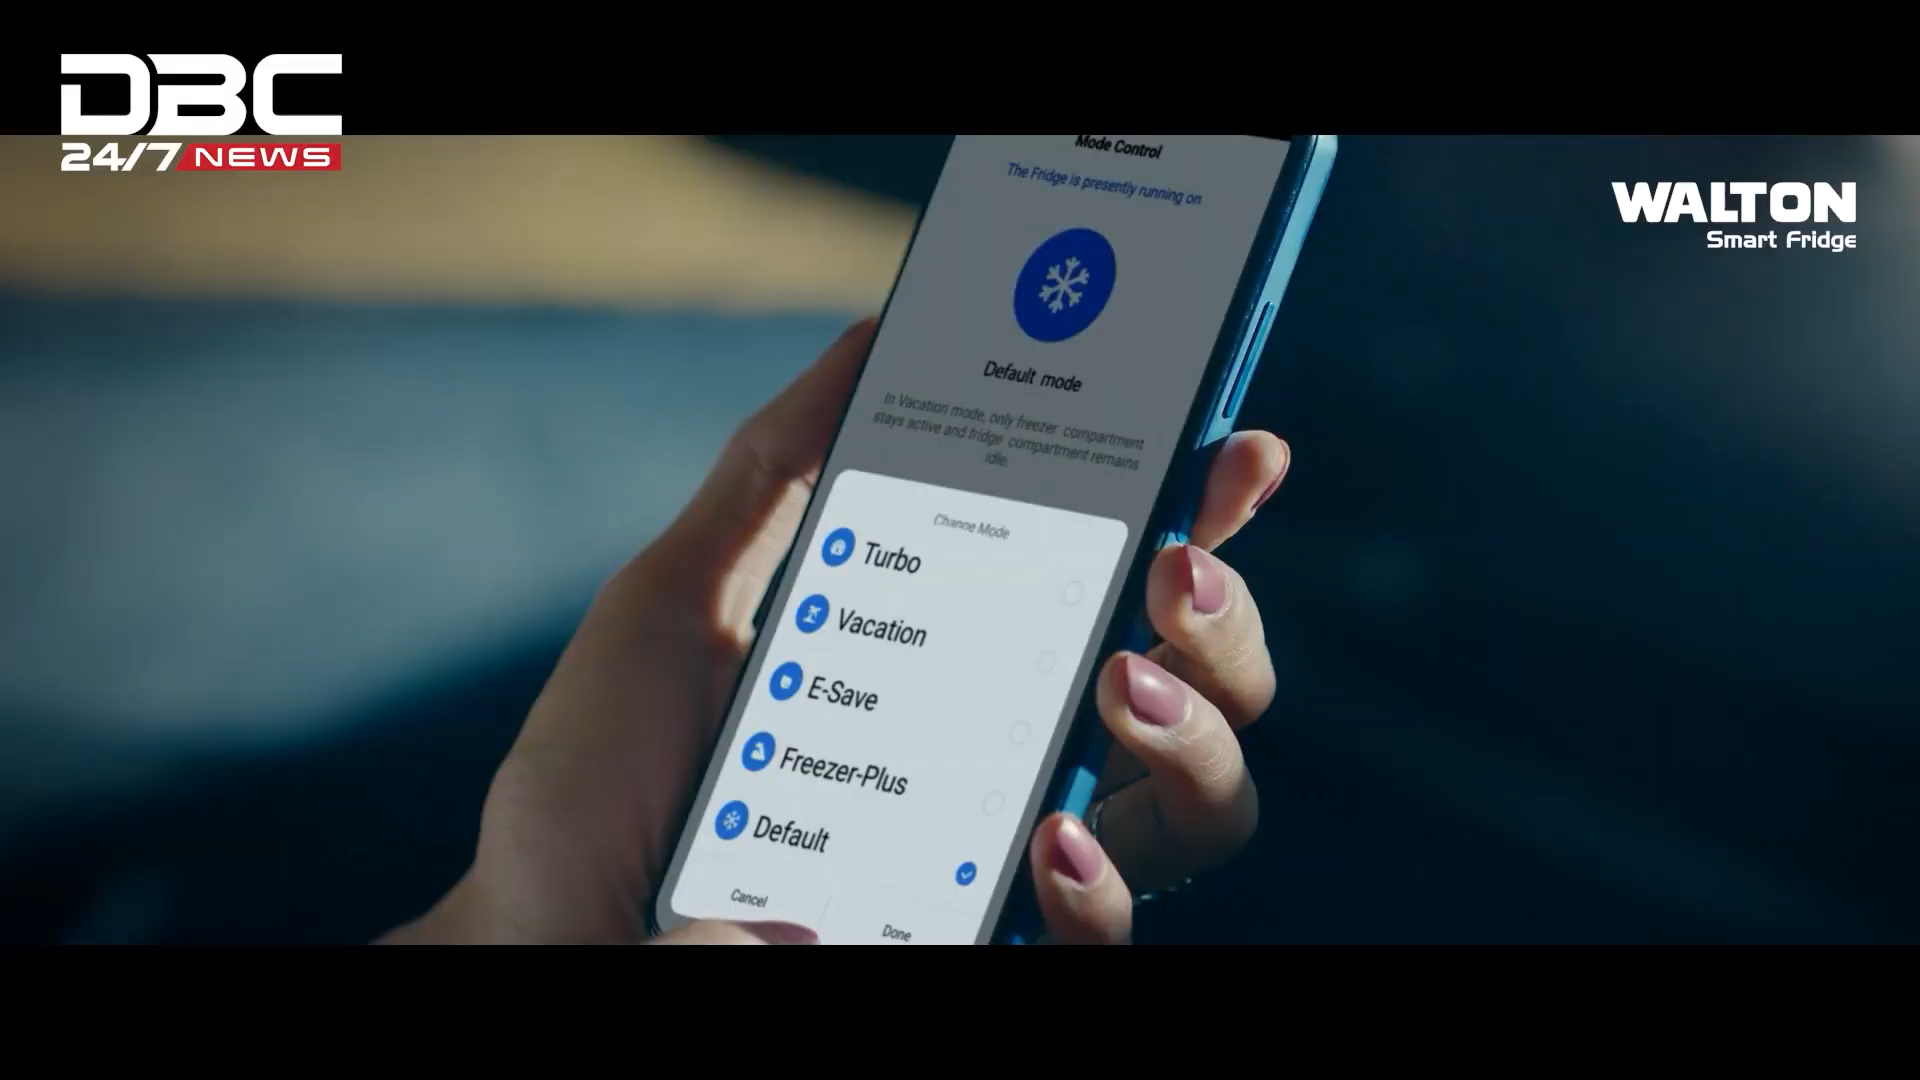 DBC
24/7 NEWS
WALTON
Smart Fridge
Mode Control
The Fridge is presently running on
Default mode
In Vacation mode, only freezer compartment
stays active and fridge compartment remains
idle.
Change Mode
Turbo
Vacation
E-Save
Freezer-Plus
Default
Cancel
Done